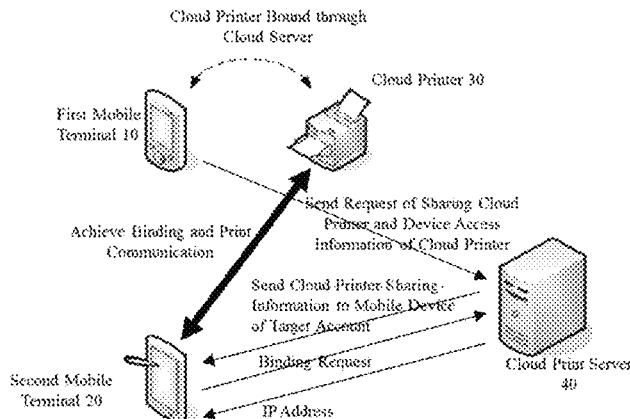 Cloud Printer Bound through
Cloud Server
Cloud Printer 30
First Mobile
Terminal 10
Send Request of Sharing Cloud
Printer and Device Access
Information of Cloud Printer
Achieve Binding and Print
Communication
Send Cloud Printer Sharing
Information to Mobile Device
of Target Account
Binding Request
Cloud Print Server
40
Second Mobile
Terminal 20
IP Address